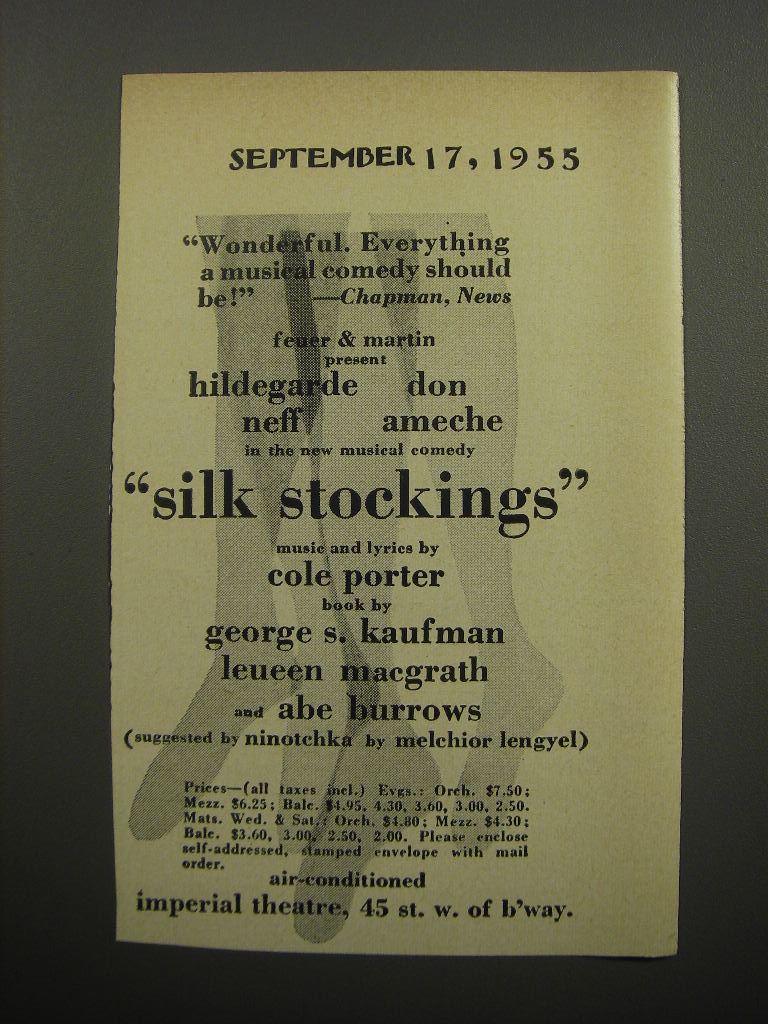 SEPTEMBER 17, 1955
“Wonderful. Everything
a musical comedy should
be!” —Chapman, News
feuer & martin
present
hildegarde don
neff ameche
in the new musical comedy
“silk stockings”
music and lyrics by
cole porter
book by
george s. kaufman
leueen macgrath
and abe burrows
(suggested by ninotchka by melchior lengyel)
Prices—(all taxes incl.) Evgs.: Orch. $7.50;
Mezz. $6.25; Balc. $4.95, 4.30, 3.60, 3.00, 2.50.
Mats. Wed. & Sat.: Orch. $4.80; Mezz. $4.30;
Balc. $3.60, 3.00, 2.50, 2.00. Please enclose
self-addressed, stamped envelope with mail
order.
air-conditioned
imperial theatre, 45 st. w. of b’way.